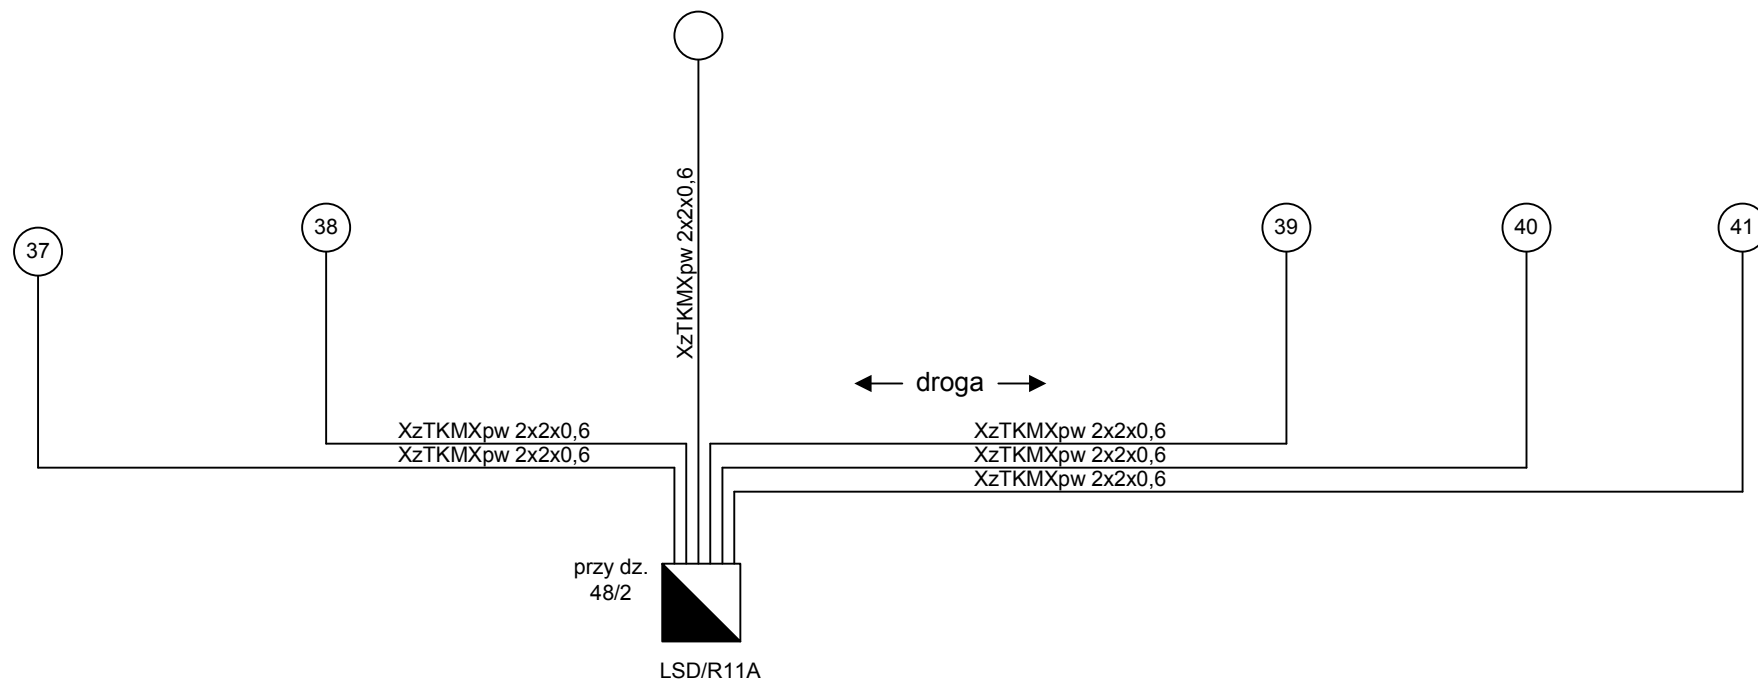 XzTKMXpw 2x2x0,6
38
39
40
41
37
droga
XzTKMXpw 2x2x0,6
XzTKMXpw 2x2x0,6
XzTKMXpw 2x2x0,6
XzTKMXpw 2x2x0,6
XzTKMXpw 2x2x0,6
przy dz.
48/2
LSD/R11A